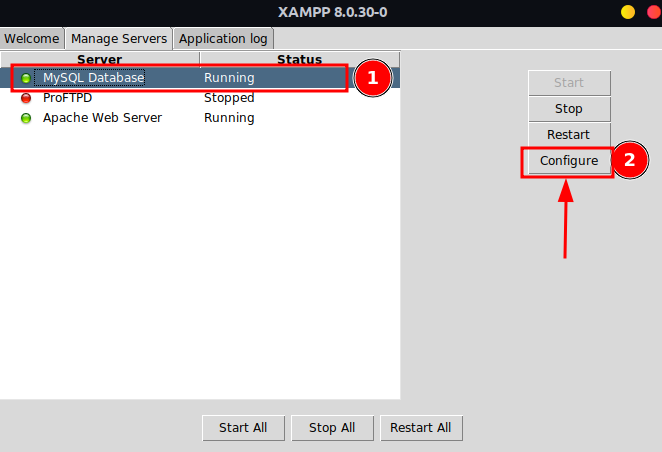 XAMPP 8.0.30-0
Welcome Manage Servers Application log
Server Status
MySQL Database Running 1
ProFTPD Stopped
Apache Web Server Running
Start
Stop
Restart
Configure 2
Start All Stop All Restart All